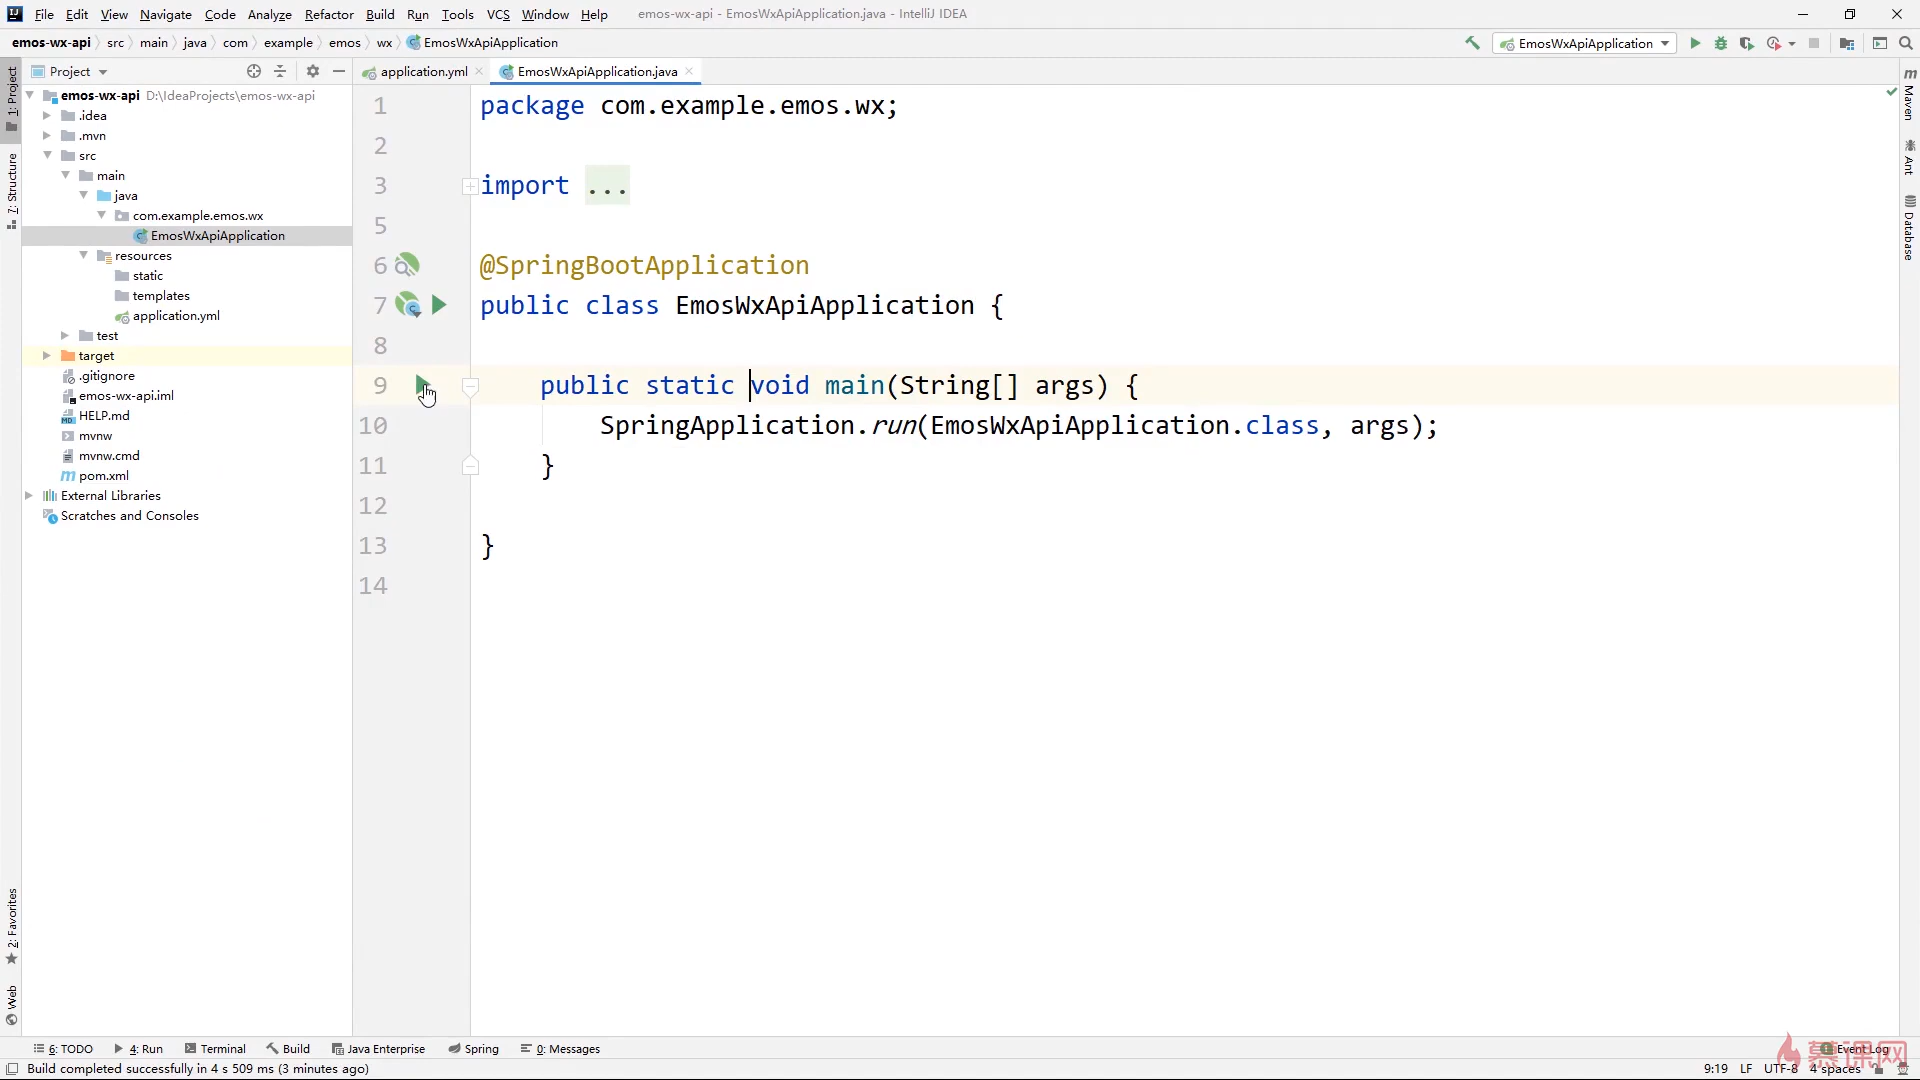 File Edit View Navigate Code Analyze Refactor Build Run Tools VCS Window Help emos-wx-api - EmosWxApiApplication.java - IntelliJ IDEA
emos-wx-api src main java com example emos wx EmosWxApiApplication
EmosWxApiApplication
Project
application.yml
EmosWxApiApplication.java
1: Project
7: Structure
2: Favorites
Web
emos-wx-api D:\IdeaProjects\emos-wx-api
.idea
.mvn
src
main
java
com.example.emos.wx
EmosWxApiApplication
resources
static
templates
application.yml
test
target
.gitignore
emos-wx-api.iml
HELP.md
mvnw
mvnw.cmd
pom.xml
External Libraries
Scratches and Consoles
1 package com.example.emos.wx;
2
3 import ...
5
6 @SpringBootApplication
7 public class EmosWxApiApplication {
8
9 public static void main(String[] args) {
10 SpringApplication.run(EmosWxApiApplication.class, args);
11 }
12
13 }
14
Maven
Ant
Database
6: TODO 4: Run Terminal Build Java Enterprise Spring 0: Messages Event Log
Build completed successfully in 4 s 509 ms (3 minutes ago) 9:19 LF UTF-8 4 spaces
慕课网